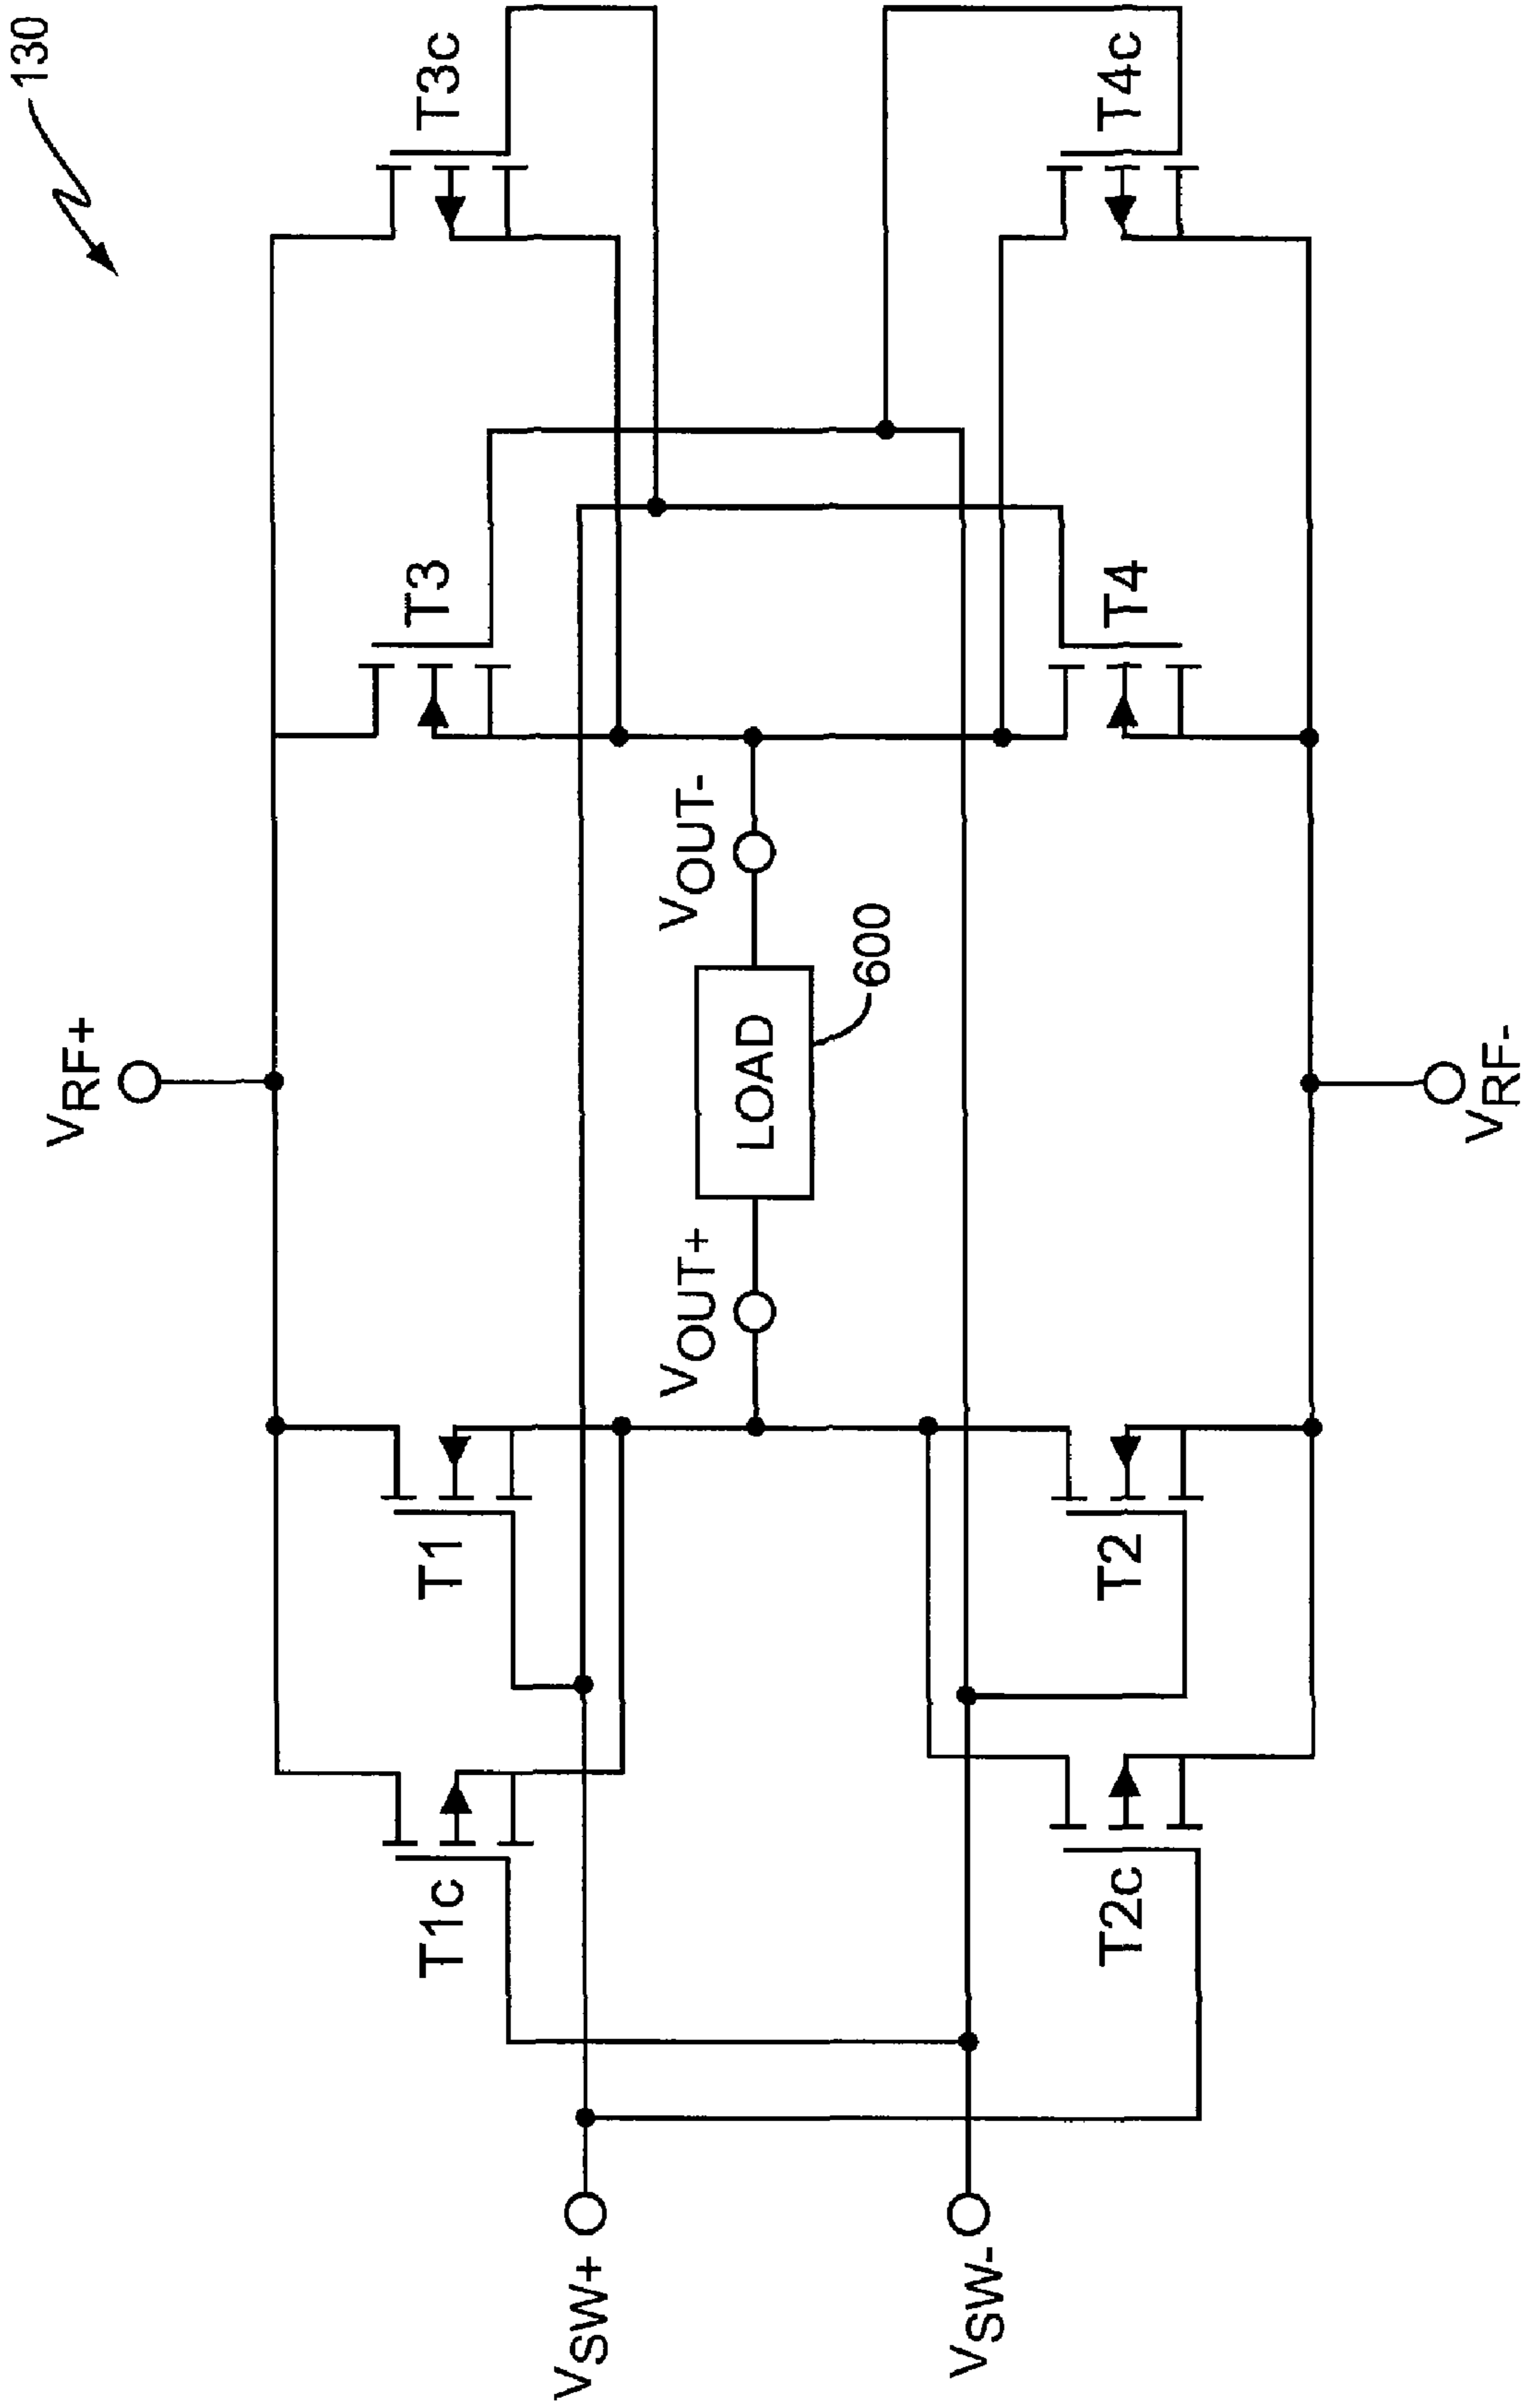 130
VRF+
T1c
T1
T3
T3c
VSW+
VOUT+
LOAD
VOUT-
600
VSW-
T2c
T2
T4
T4c
VRF-